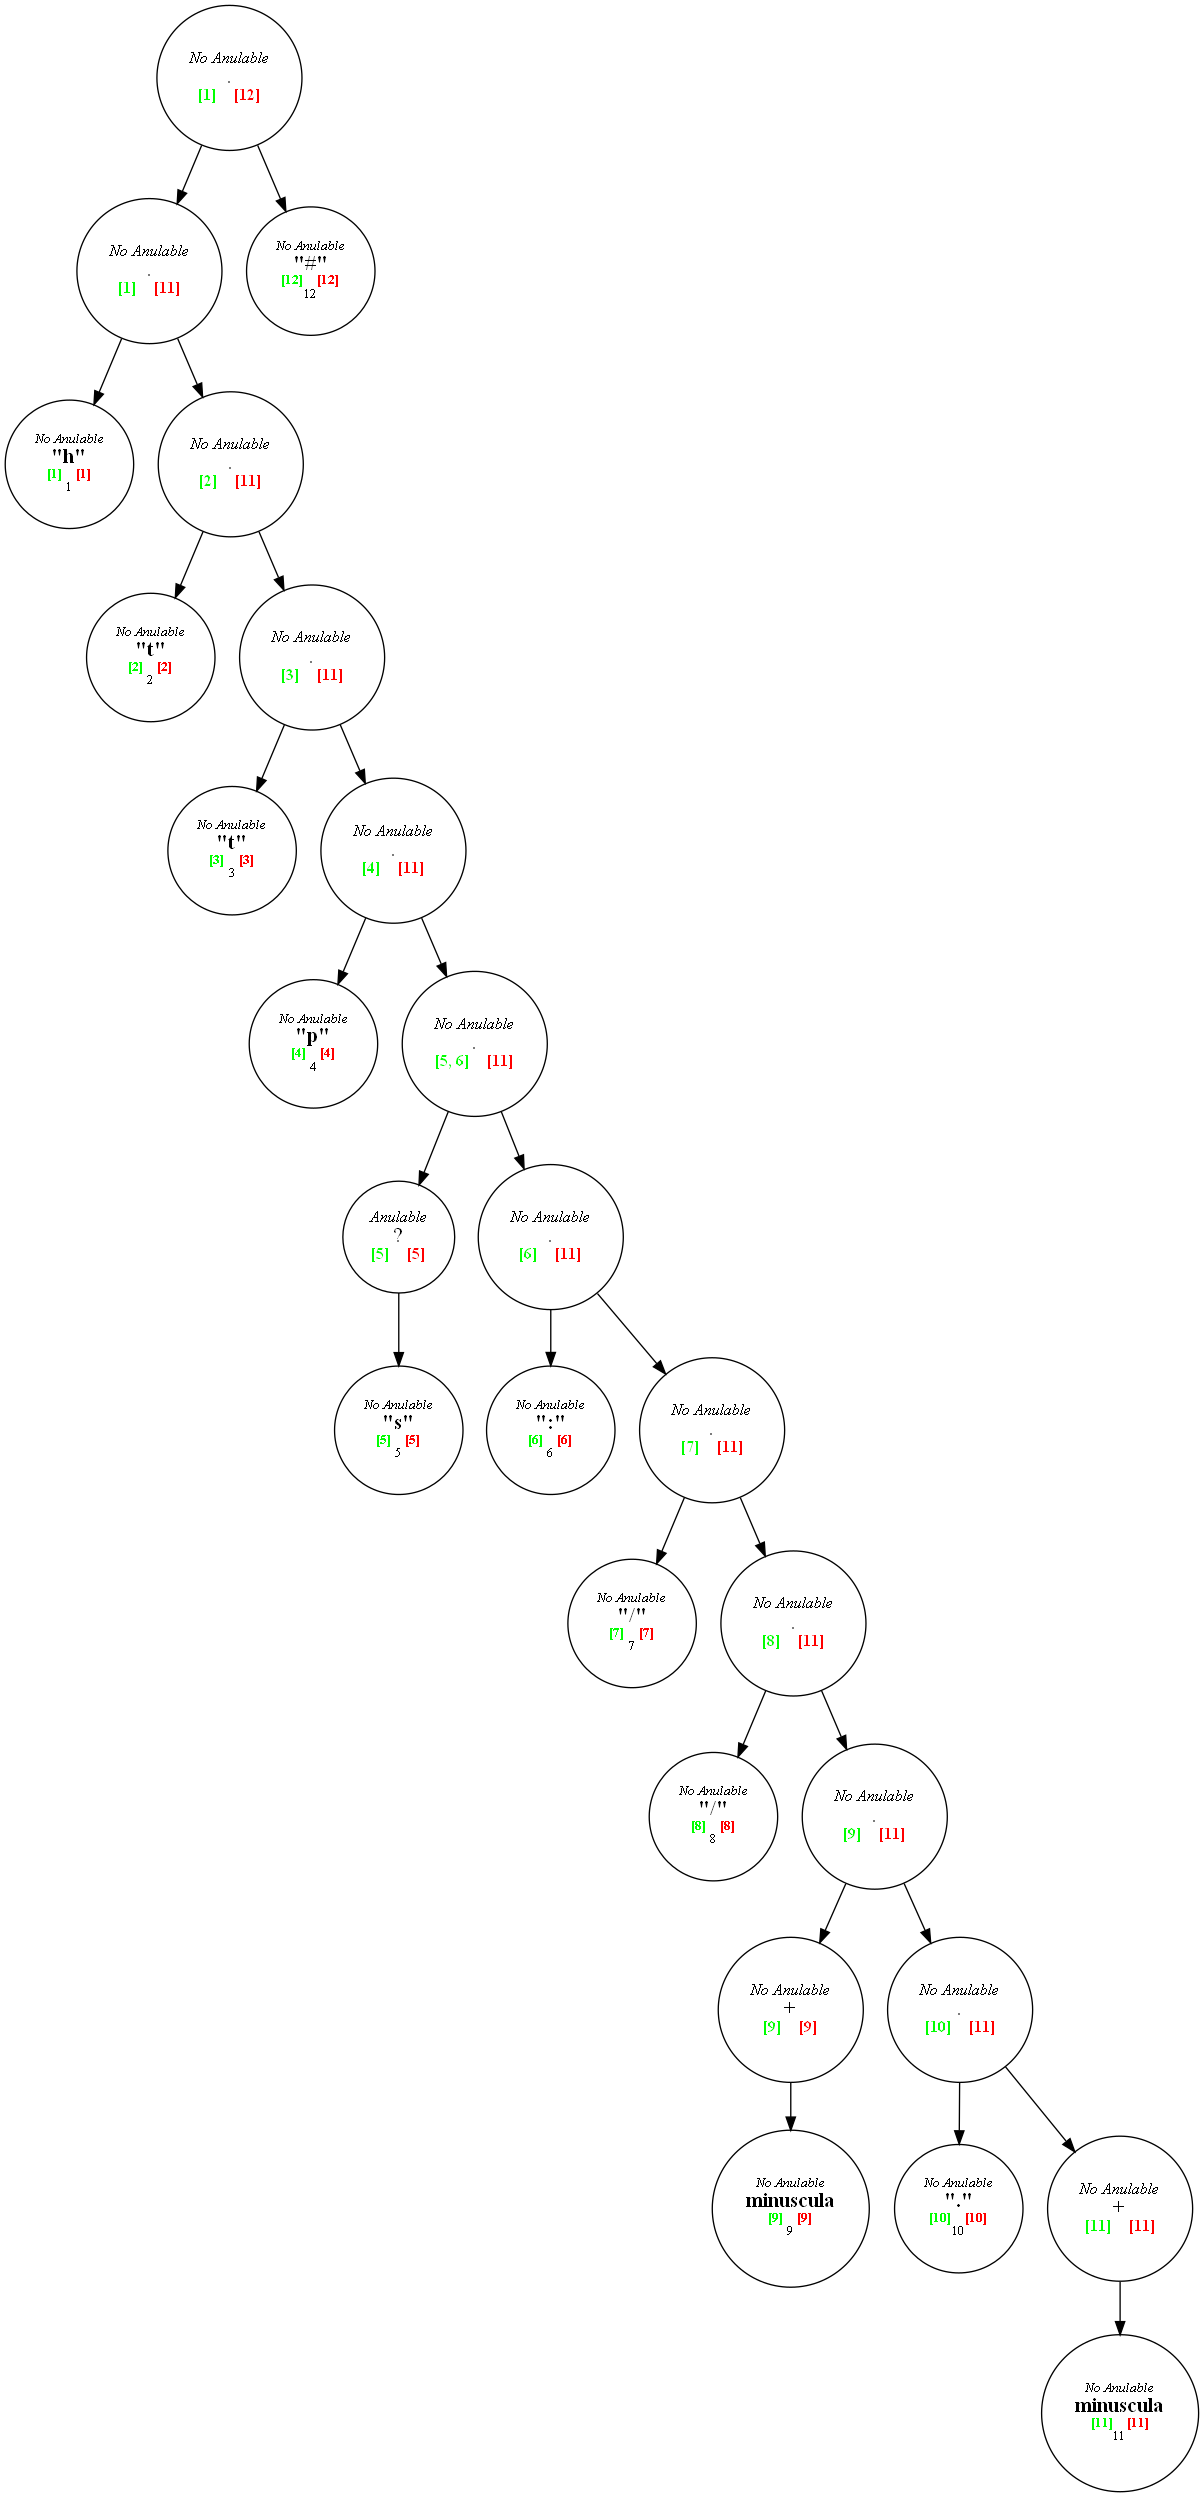 No Anulable
.
[1] [12]
No Anulable
.
[1] [11]
No Anulable
"#"
[12] [12]
12
No Anulable
"h"
[1] [1]
1
No Anulable
.
[2] [11]
No Anulable
"t"
[2] [2]
2
No Anulable
.
[3] [11]
No Anulable
"t"
[3] [3]
3
No Anulable
.
[4] [11]
No Anulable
"p"
[4] [4]
4
No Anulable
.
[5, 6] [11]
Anulable
?
[5] [5]
No Anulable
.
[6] [11]
No Anulable
"s"
[5] [5]
5
No Anulable
":"
[6] [6]
6
No Anulable
.
[7] [11]
No Anulable
"/"
[7] [7]
7
No Anulable
.
[8] [11]
No Anulable
"/"
[8] [8]
8
No Anulable
.
[9] [11]
No Anulable
+
[9] [9]
No Anulable
.
[10] [11]
No Anulable
minuscula
[9] [9]
9
No Anulable
"."
[10] [10]
10
No Anulable
+
[11] [11]
No Anulable
minuscula
[11] [11]
11